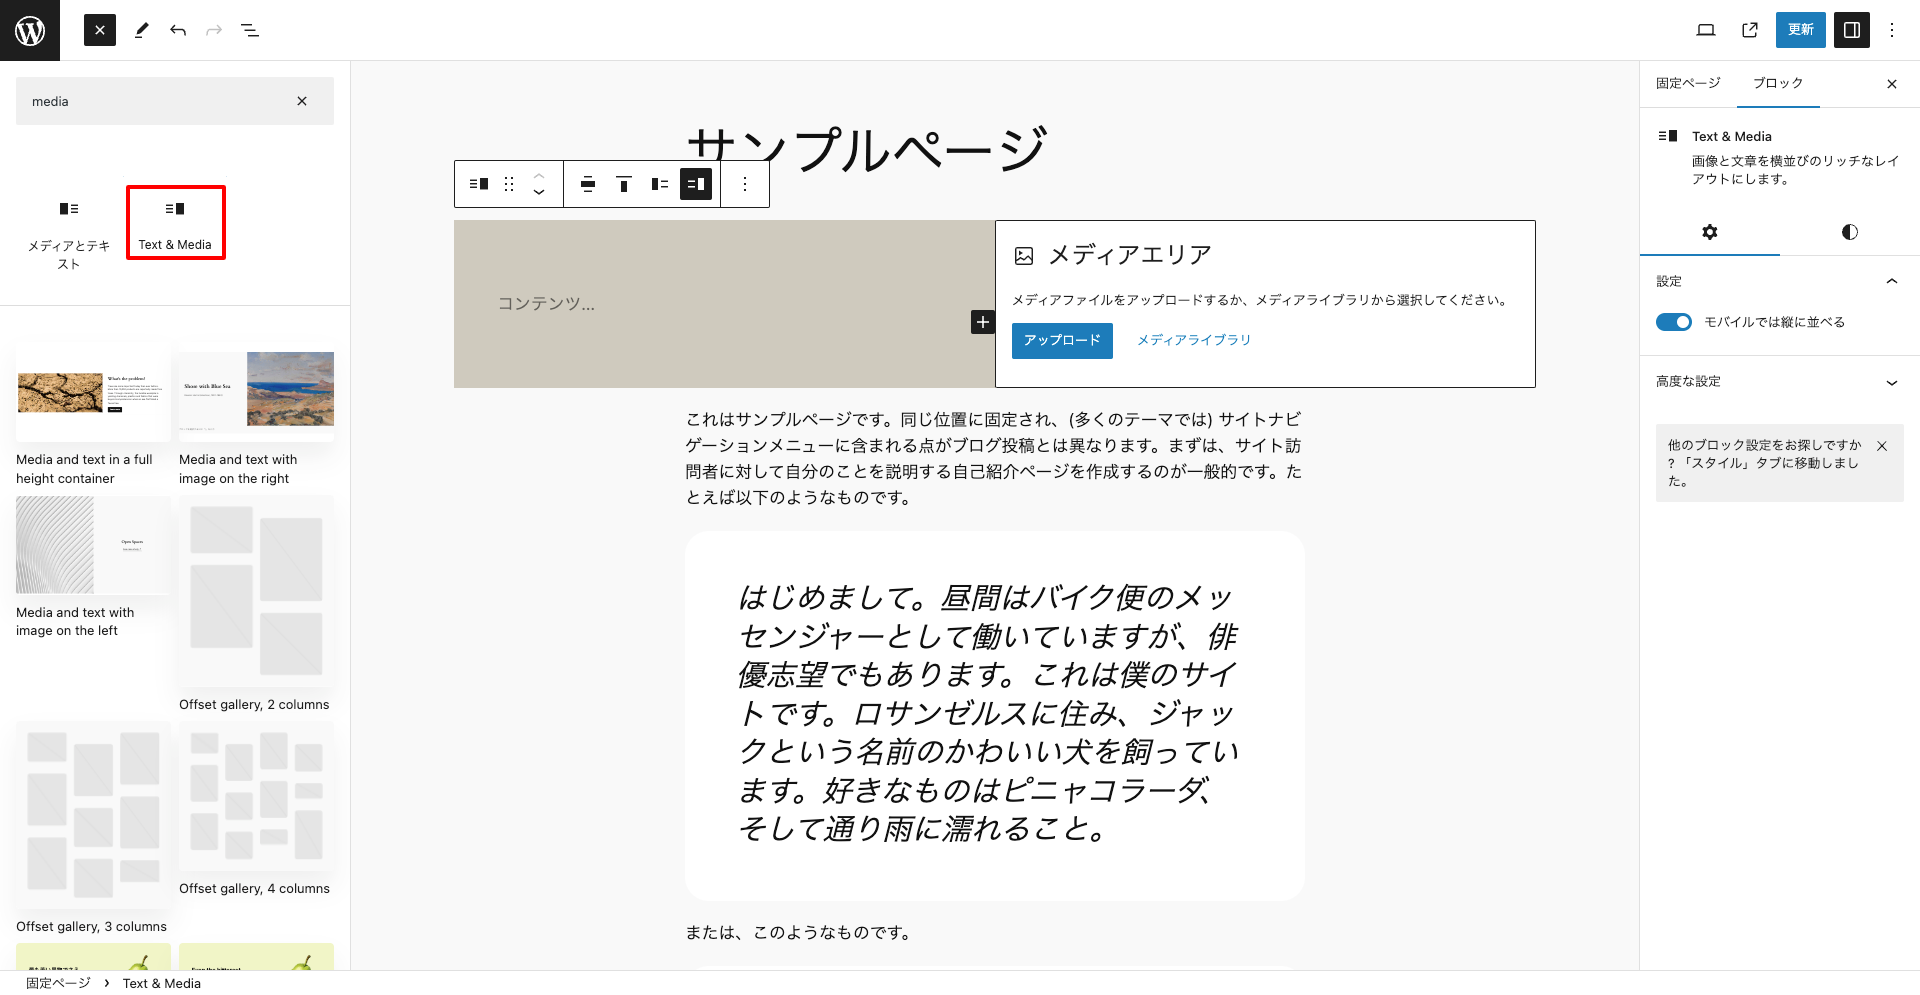 更新
media
メディアとテキ
スト
Text & Media
What's the problem?
Shore with Blue Sea
Media and text in a full
height container
Media and text with
image on the right
Open Spaces
Media and text with
image on the left
Offset gallery, 2 columns
Offset gallery, 3 columns
Offset gallery, 4 columns
サンプルページ
コンテンツ...
メディアエリア
メディアファイルをアップロードするか、メディアライブラリから選択してください。
アップロード
メディアライブラリ
これはサンプルページです。同じ位置に固定され、(多くのテーマでは) サイトナビ
ゲーションメニューに含まれる点がブログ投稿とは異なります。まずは、サイト訪
問者に対して自分のことを説明する自己紹介ページを作成するのが一般的です。た
とえば以下のようなものです。
はじめまして。昼間はバイク便のメッ
センジャーとして働いていますが、俳
優志望でもあります。これは僕のサイ
トです。ロサンゼルスに住み、ジャッ
クという名前のかわいい犬を飼ってい
ます。好きなものはピニャコラーダ、
そして通り雨に濡れること。
または、このようなものです。
固定ページ
ブロック
Text & Media
画像と文章を横並びのリッチなレイ
アウトにします。
設定
モバイルでは縦に並べる
高度な設定
他のブロック設定をお探しですか
? 「スタイル」タブに移動しまし
た。
固定ページ › Text & Media